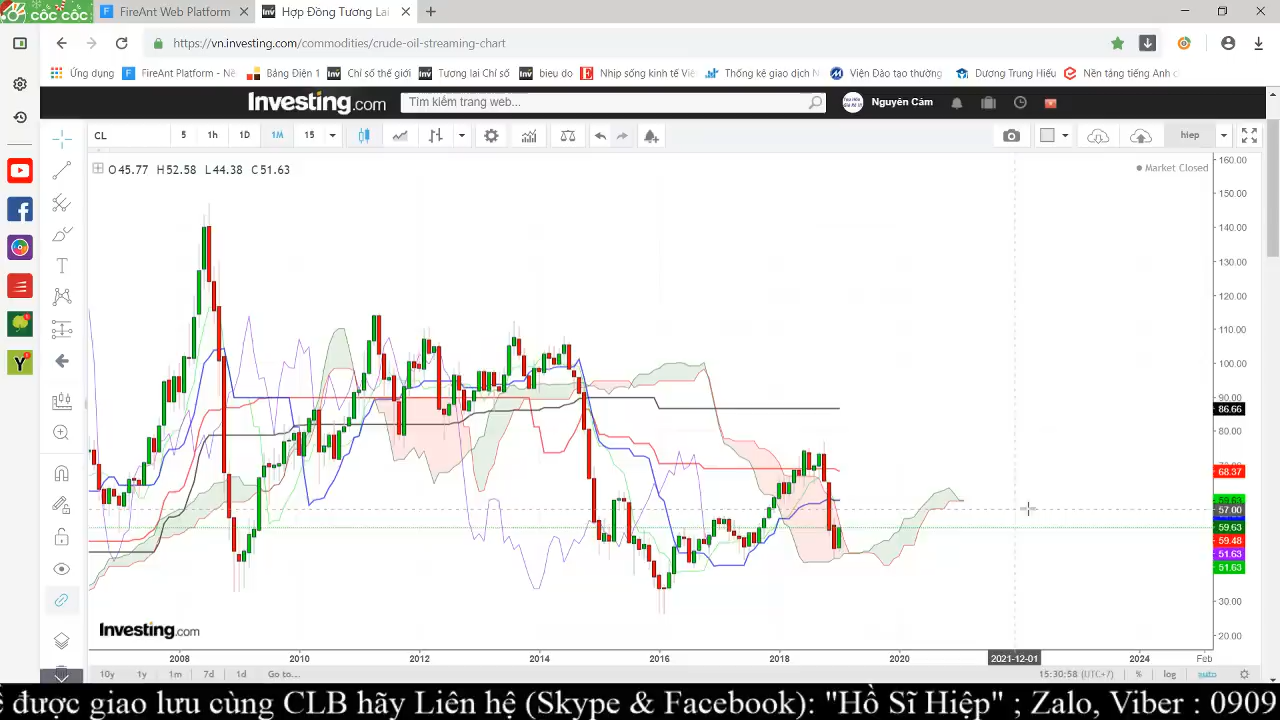 CỐC CỐC
FireAnt Web Platform
Hợp Đồng Tương Lai
https://vn.investing.com/commodities/crude-oil-streaming-chart
Ứng dụng
FireAnt Platform - Nề
Bảng Điện 1
Chỉ số thế giới
Tương lai Chỉ số
bieu do
Nhịp sống kinh tế Việ
Thống kê giao dịch N
Viện Dào tao thương
Dương Trung Hiếu
Nền tảng tiếng Anh c
Investing.com
Tìm kiếm trang web...
Nguyên Cảm
CL
5
1h
1D
1M
15
hiep
O 45.77 H 52.58 L 44.38 C 51.63
Market Closed
160.00
150.00
140.00
130.00
120.00
110.00
100.00
90.00
86.66
80.00
68.37
57.00
59.63
59.48
51.63
51.63
30.00
20.00
Investing.com
2008
2010
2012
2014
2016
2018
2020
2021-12-01
2024
Feb
10y
1y
1m
7d
1d
Go to...
15:30:58 (UTC+7)
%
log
auto
ể được giao lưu cùng CLB hãy Liên hệ (Skype & Facebook): "Hồ Sĩ Hiệp" ; Zalo, Viber : 0909